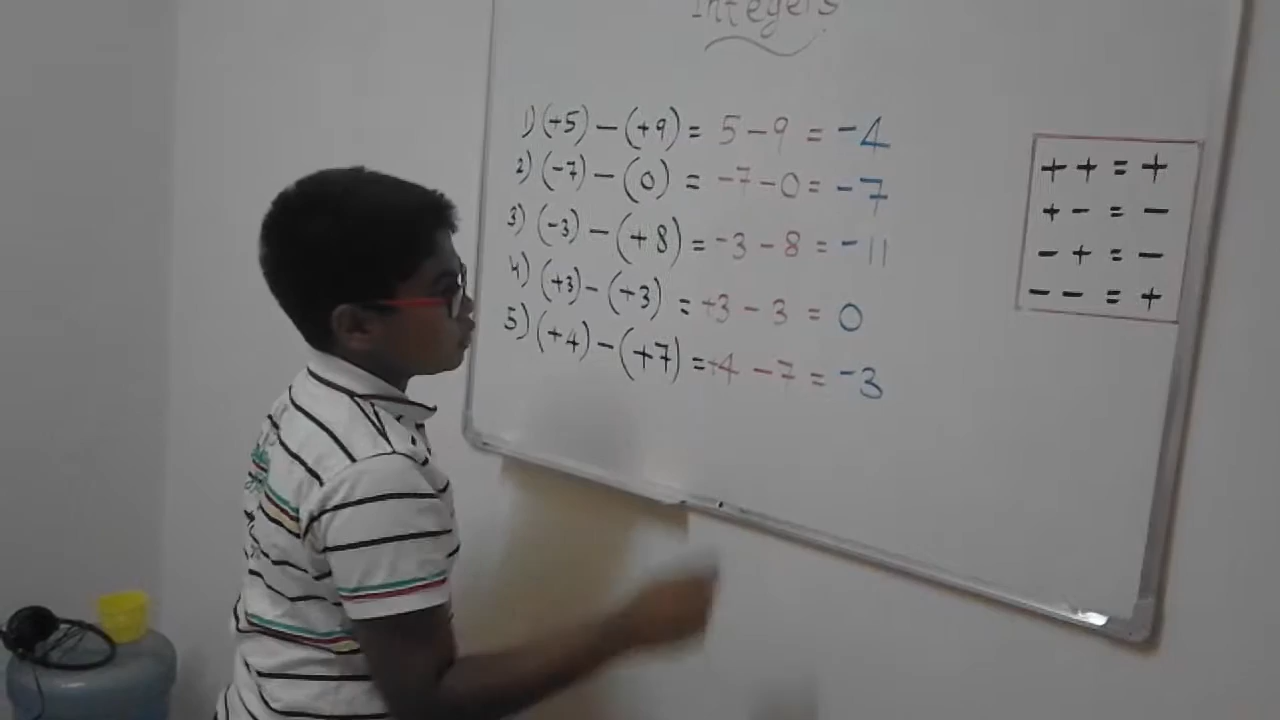 Integers
1) (+5) - (+9) = 5 - 9 = -4
2) (-7) - (0) = -7 - 0 = -7
3) (-3) - (+8) = -3 - 8 = -11
4) (+3) - (+3) = +3 - 3 = 0
5) (+4) - (+7) = +4 - 7 = -3
+ + = +
+ - = -
- + = -
- - = +